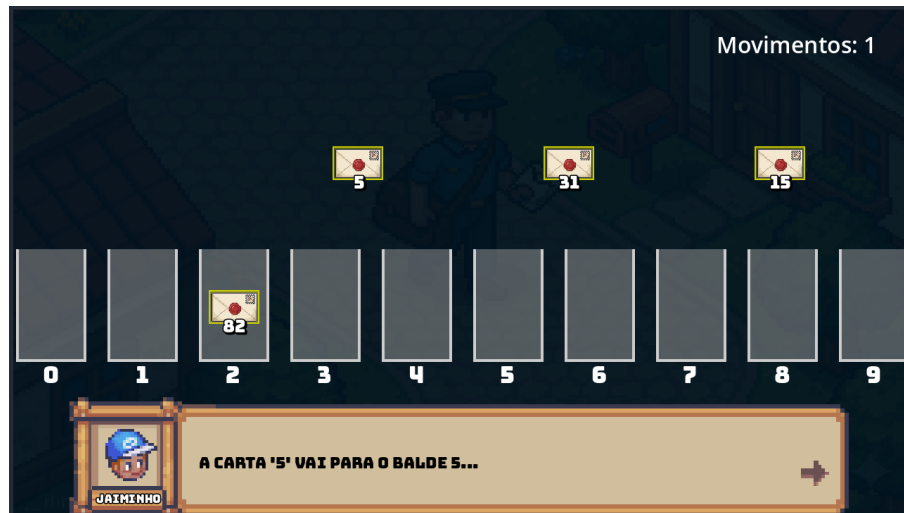 Movimentos: 1
5 31 15
82
0 1 2 3 4 5 6 7 8 9
A CARTA '5' VAI PARA O BALDE 5...
JAIMINHO